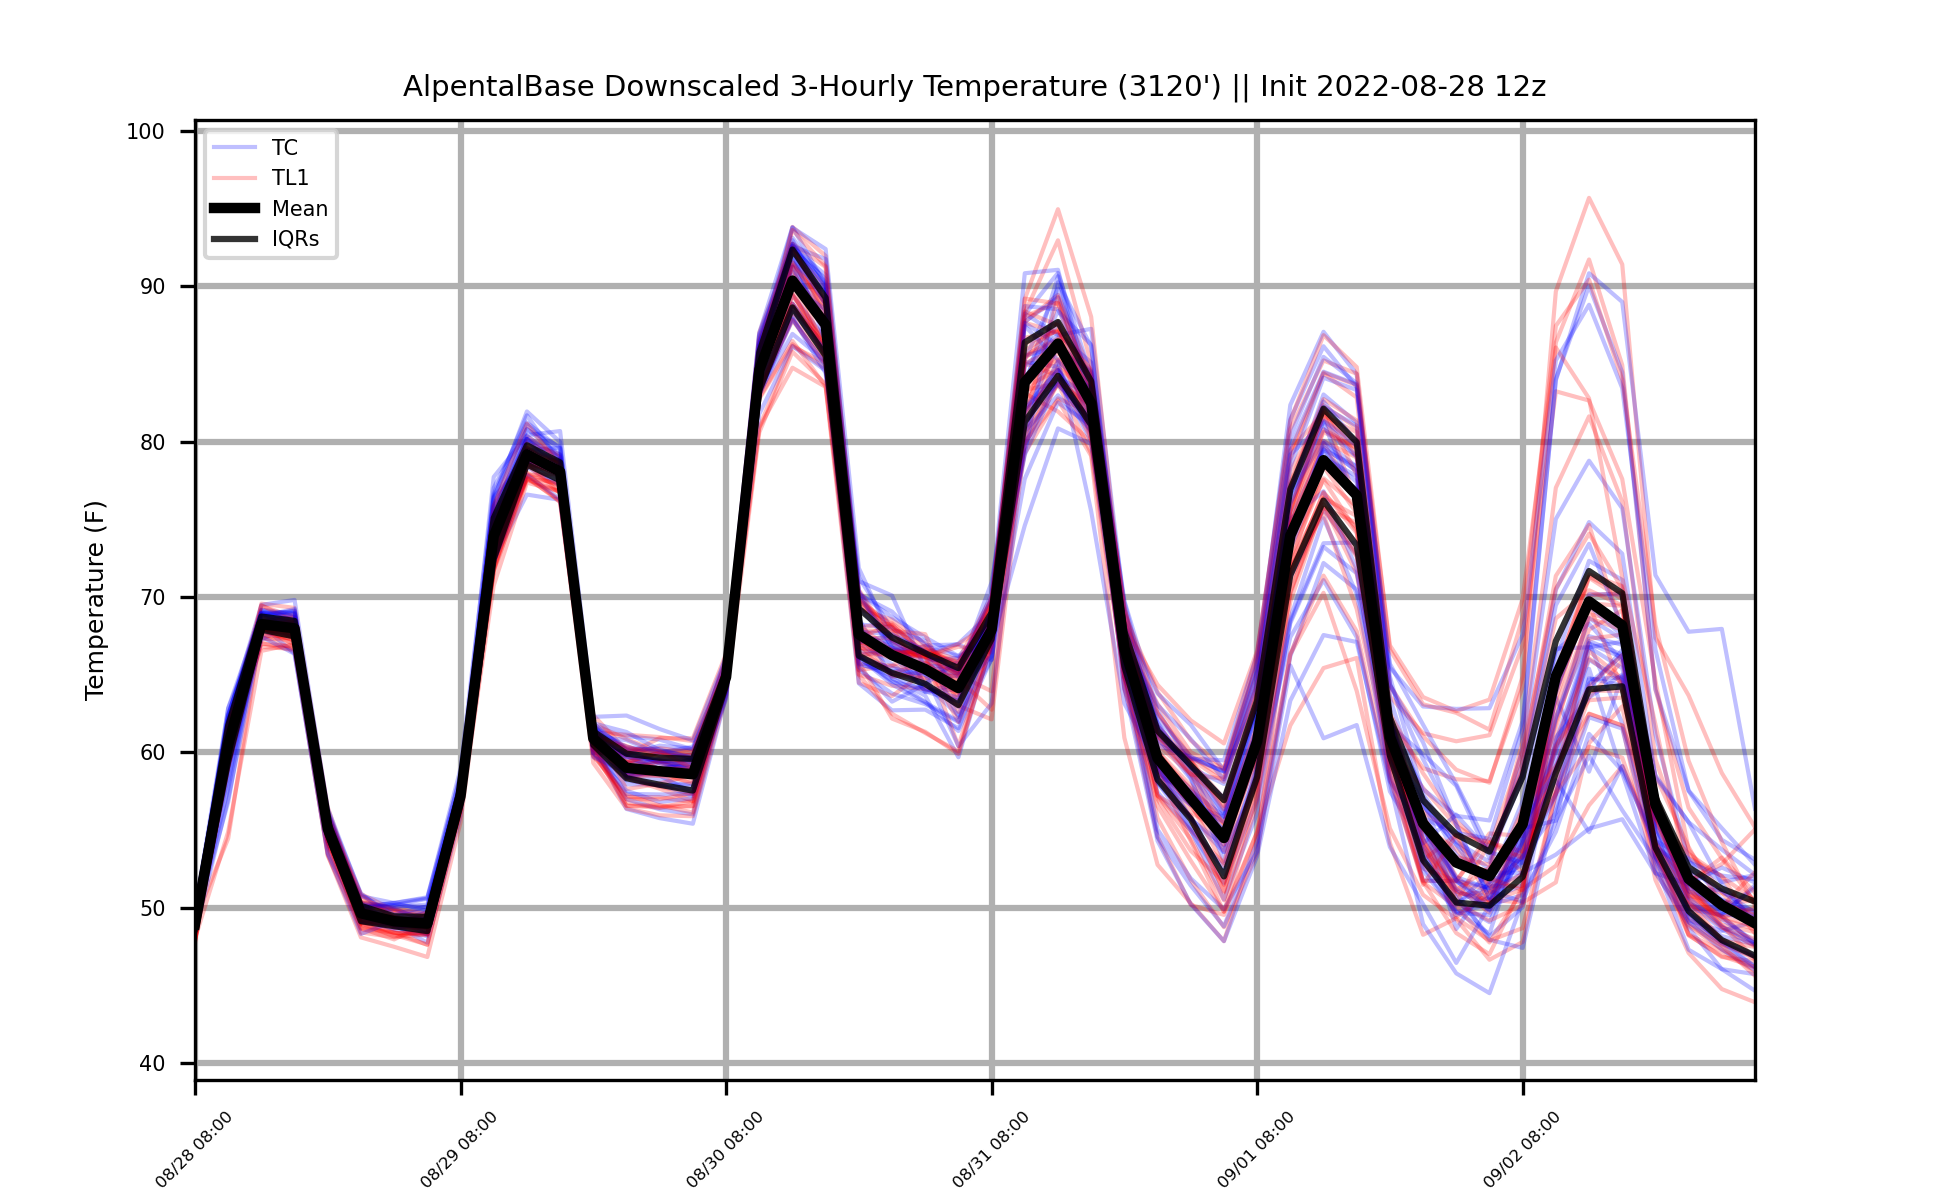 AlpentalBase Downscaled 3-Hourly Temperature (3120') || Init 2022-08-28 12z
TC
TL1
Mean
IQRs
Temperature (F)
100
90
80
70
60
50
40
08/28 08:00
08/29 08:00
08/30 08:00
08/31 08:00
09/01 08:00
09/02 08:00